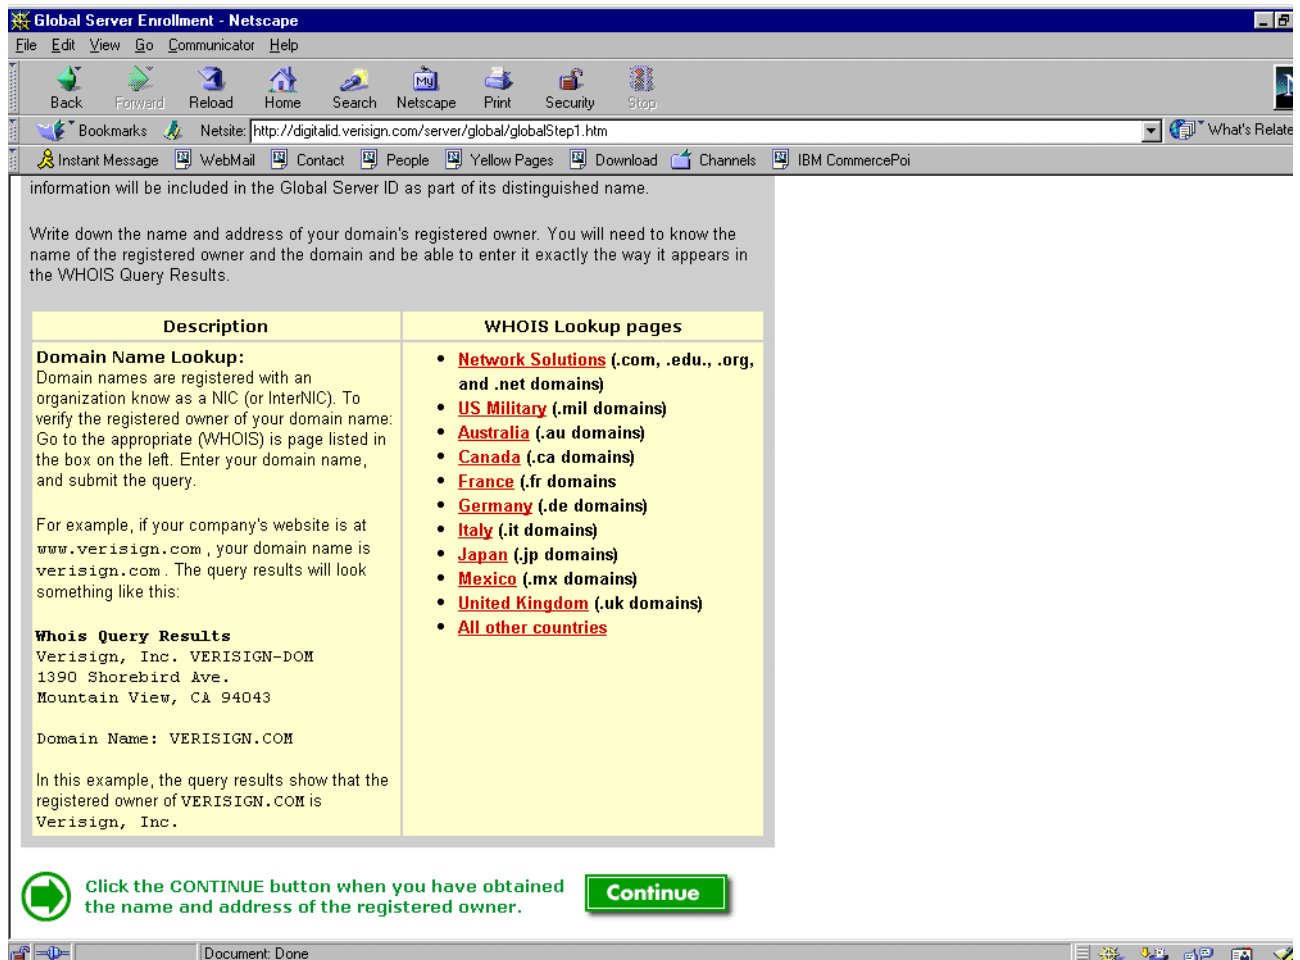 Global Server Enrollment - Netscape
File Edit View Go Communicator Help
Back Forward Reload Home Search Netscape Print Security Stop
My
N
Bookmarks Netsite: http://digitalid.verisign.com/server/global/globalStep1.htm What's Relate
Instant Message WebMail Contact People Yellow Pages Download Channels IBM CommercePoi
information will be included in the Global Server ID as part of its distinguished name.
Write down the name and address of your domain's registered owner. You will need to know the
name of the registered owner and the domain and be able to enter it exactly the way it appears in
the WHOIS Query Results.
Description
Domain Name Lookup:
Domain names are registered with an
organization know as a NIC (or InterNIC). To
verify the registered owner of your domain name:
Go to the appropriate (WHOIS) is page listed in
the box on the left. Enter your domain name,
and submit the query.
For example, if your company's website is at
www.verisign.com , your domain name is
verisign.com . The query results will look
something like this:
Whois Query Results
Verisign, Inc. VERISIGN-DOM
1390 Shorebird Ave.
Mountain View, CA 94043
Domain Name: VERISIGN.COM
In this example, the query results show that the
registered owner of VERISIGN.COM is
Verisign, Inc.
WHOIS Lookup pages
• Network Solutions (.com, .edu., .org,
and .net domains)
• US Military (.mil domains)
• Australia (.au domains)
• Canada (.ca domains)
• France (.fr domains
• Germany (.de domains)
• Italy (.it domains)
• Japan (.jp domains)
• Mexico (.mx domains)
• United Kingdom (.uk domains)
• All other countries
Click the CONTINUE button when you have obtained
the name and address of the registered owner.
Continue
Document: Done